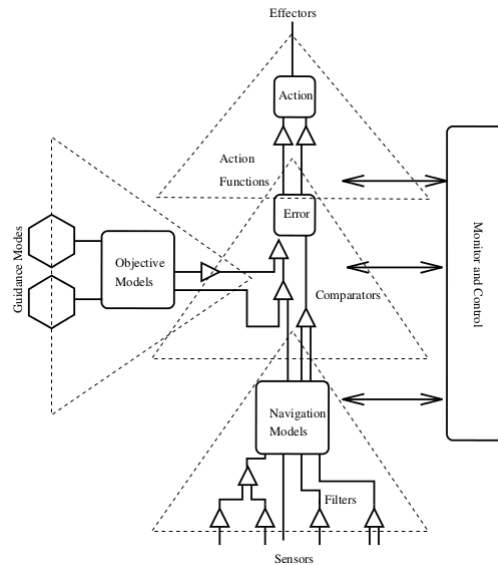 Effectors
Action
Action
Functions
Error
Guidance Modes
Objective
Models
Comparators
Monitor and Control
Navigation
Models
Filters
Sensors